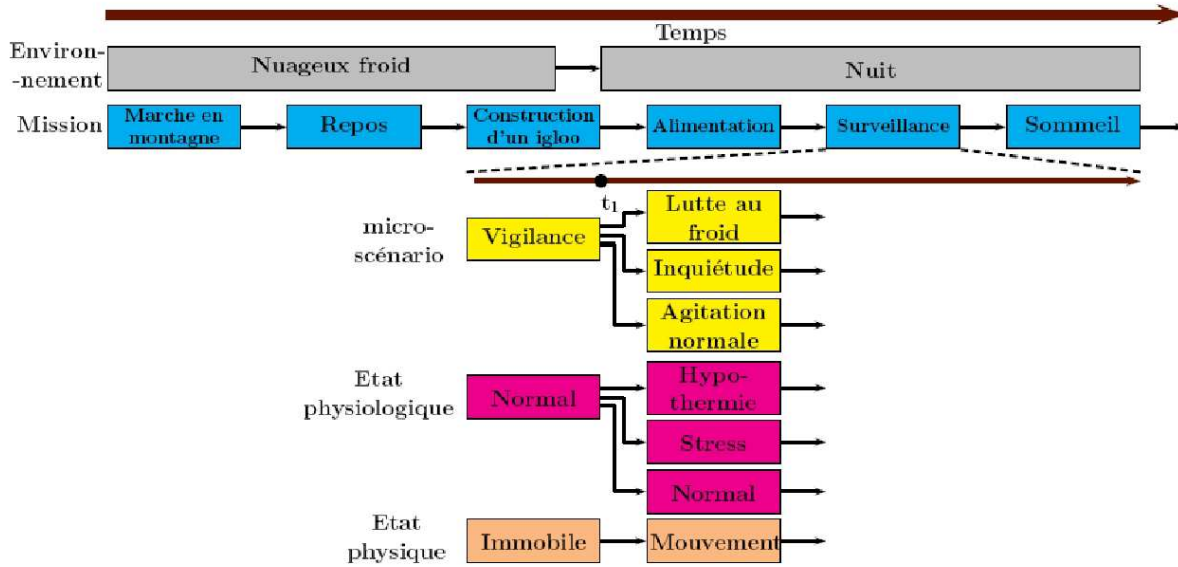 Temps
Environ-
-nement
Nuageux froid
Nuit
Mission
Marche en
montagne
Repos
Construction
d'un igloo
Alimentation
Surveillance
Sommeil
t1
micro-
scénario
Vigilance
Lutte au
froid
Inquiétude
Agitation
normale
Etat
physiologique
Normal
Hypo-
thermie
Stress
Normal
Etat
physique
Immobile
Mouvement